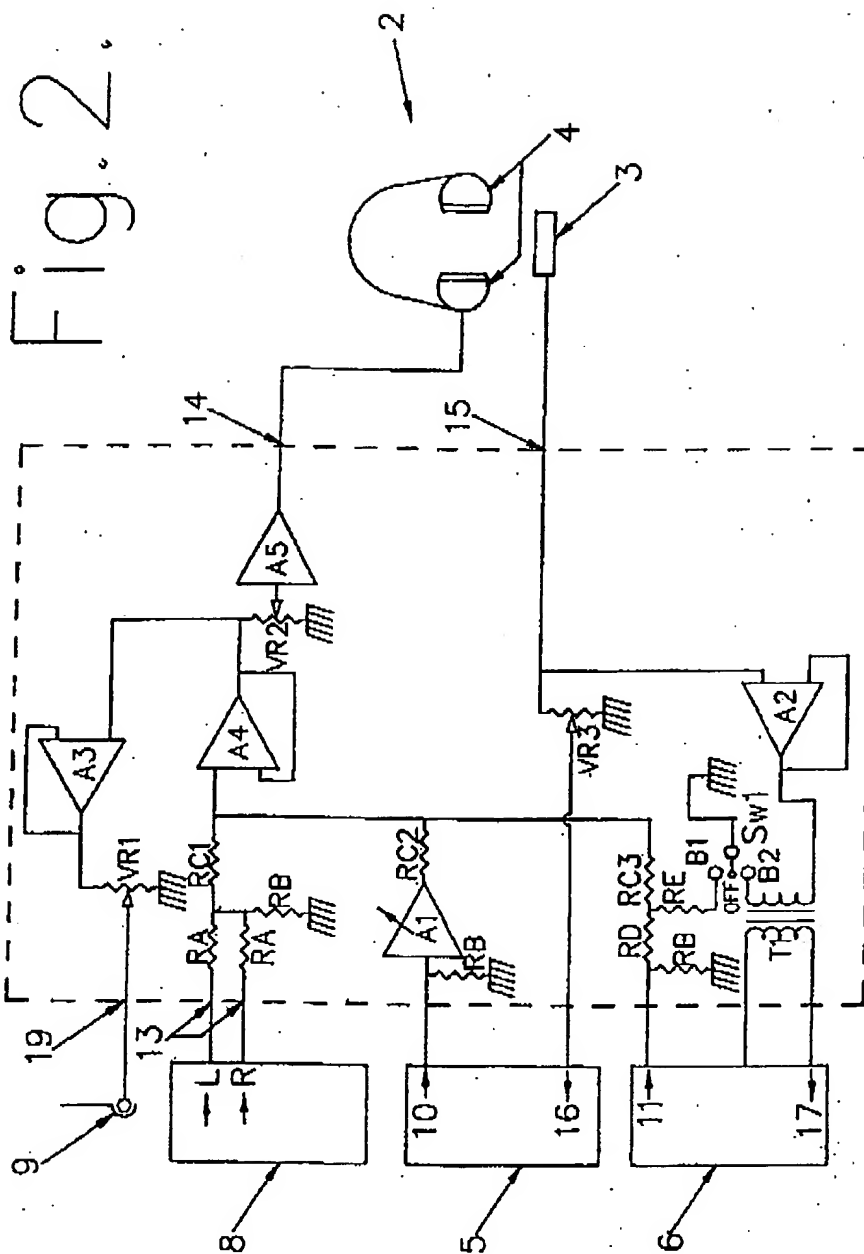 Fig.2.
19
9
13
8
L
R
RA
RA
RB
RC1
VR1
A3
A4
VR2
A5
14
2
4
3
15
5
10
16
RB
A1
RC2
VR3
6
11
17
RD
RC3
RB
RE
B1
OFF
SW1
B2
T1
A2